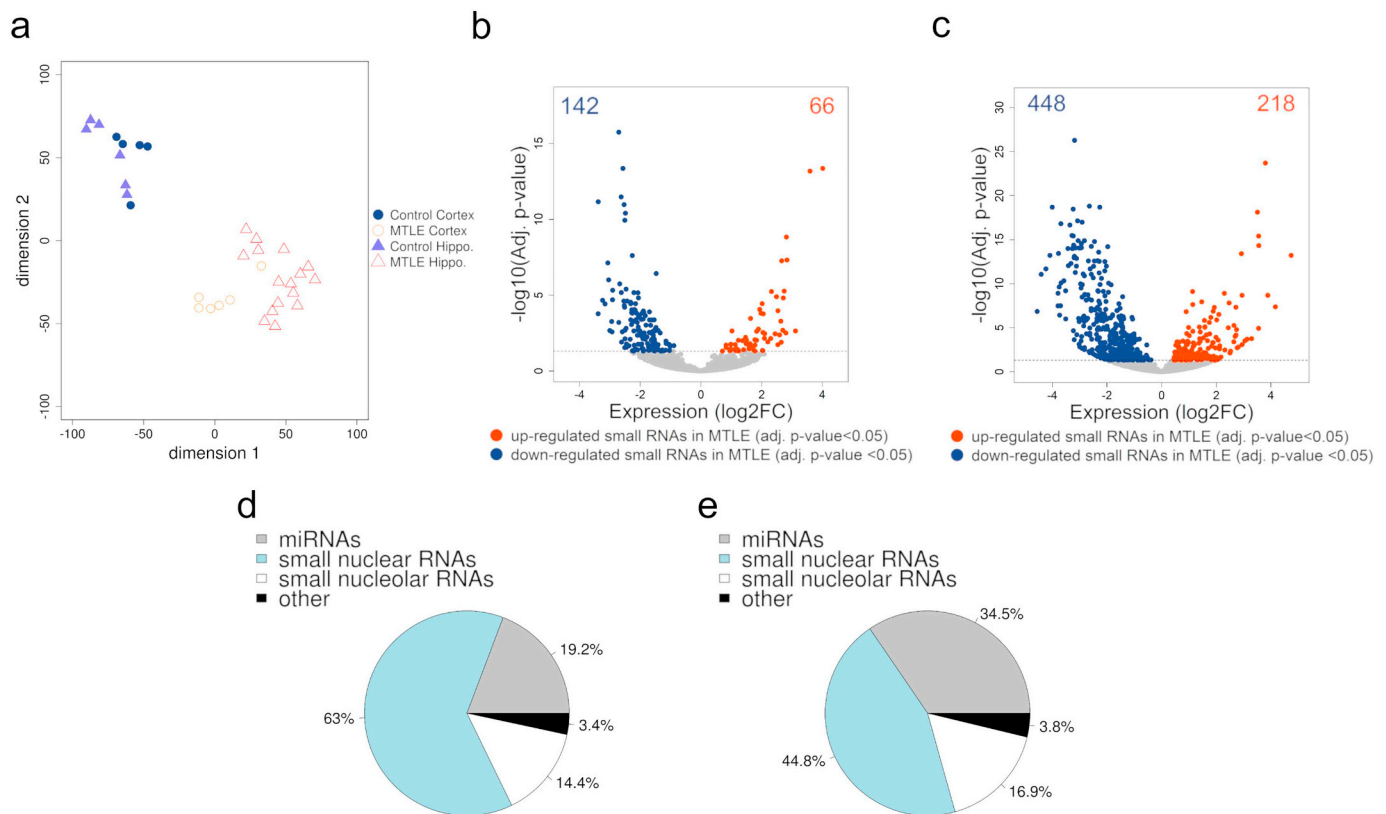 a
100
50
0
-50
-100
dimension 2
-100
-50
0
50
100
dimension 1
Control Cortex
MTLE Cortex
Control Hippo.
MTLE Hippo.
b
142
66
15
10
5
0
-log10(Adj. p-value)
-4
-2
0
2
4
Expression (log2FC)
up-regulated small RNAs in MTLE (adj. p-value<0.05)
down-regulated small RNAs in MTLE (adj. p-value <0.05)
c
448
218
30
25
20
15
10
5
0
-log10(Adj. p-value)
-4
-2
0
2
4
Expression (log2FC)
up-regulated small RNAs in MTLE (adj. p-value<0.05)
down-regulated small RNAs in MTLE (adj. p-value <0.05)
d
miRNAs
small nuclear RNAs
small nucleolar RNAs
other
19.2%
63%
3.4%
14.4%
e
miRNAs
small nuclear RNAs
small nucleolar RNAs
other
34.5%
44.8%
3.8%
16.9%